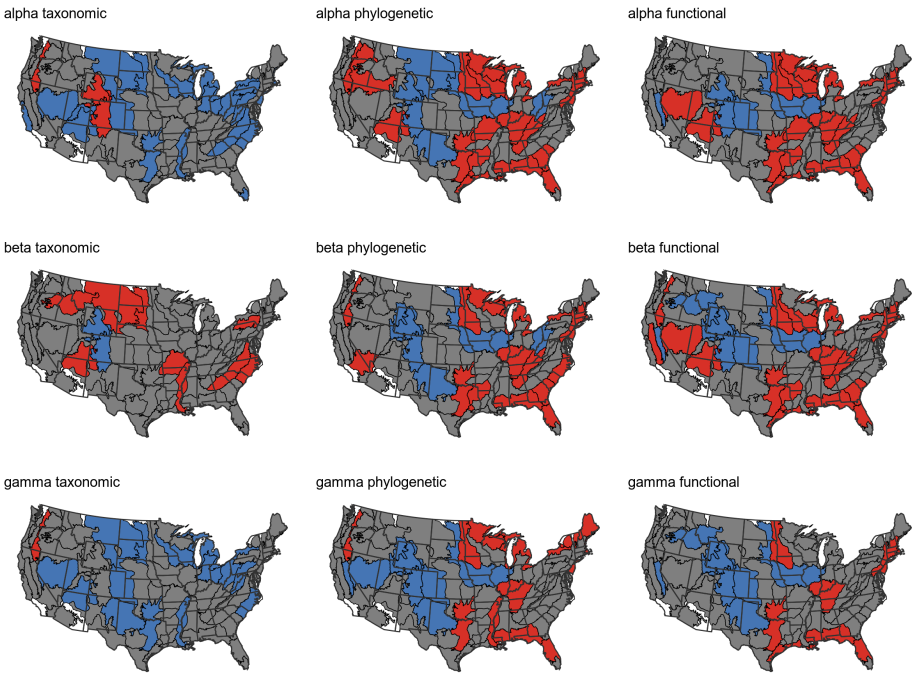 alpha taxonomic
alpha phylogenetic
alpha functional
beta taxonomic
beta phylogenetic
beta functional
gamma taxonomic
gamma phylogenetic
gamma functional